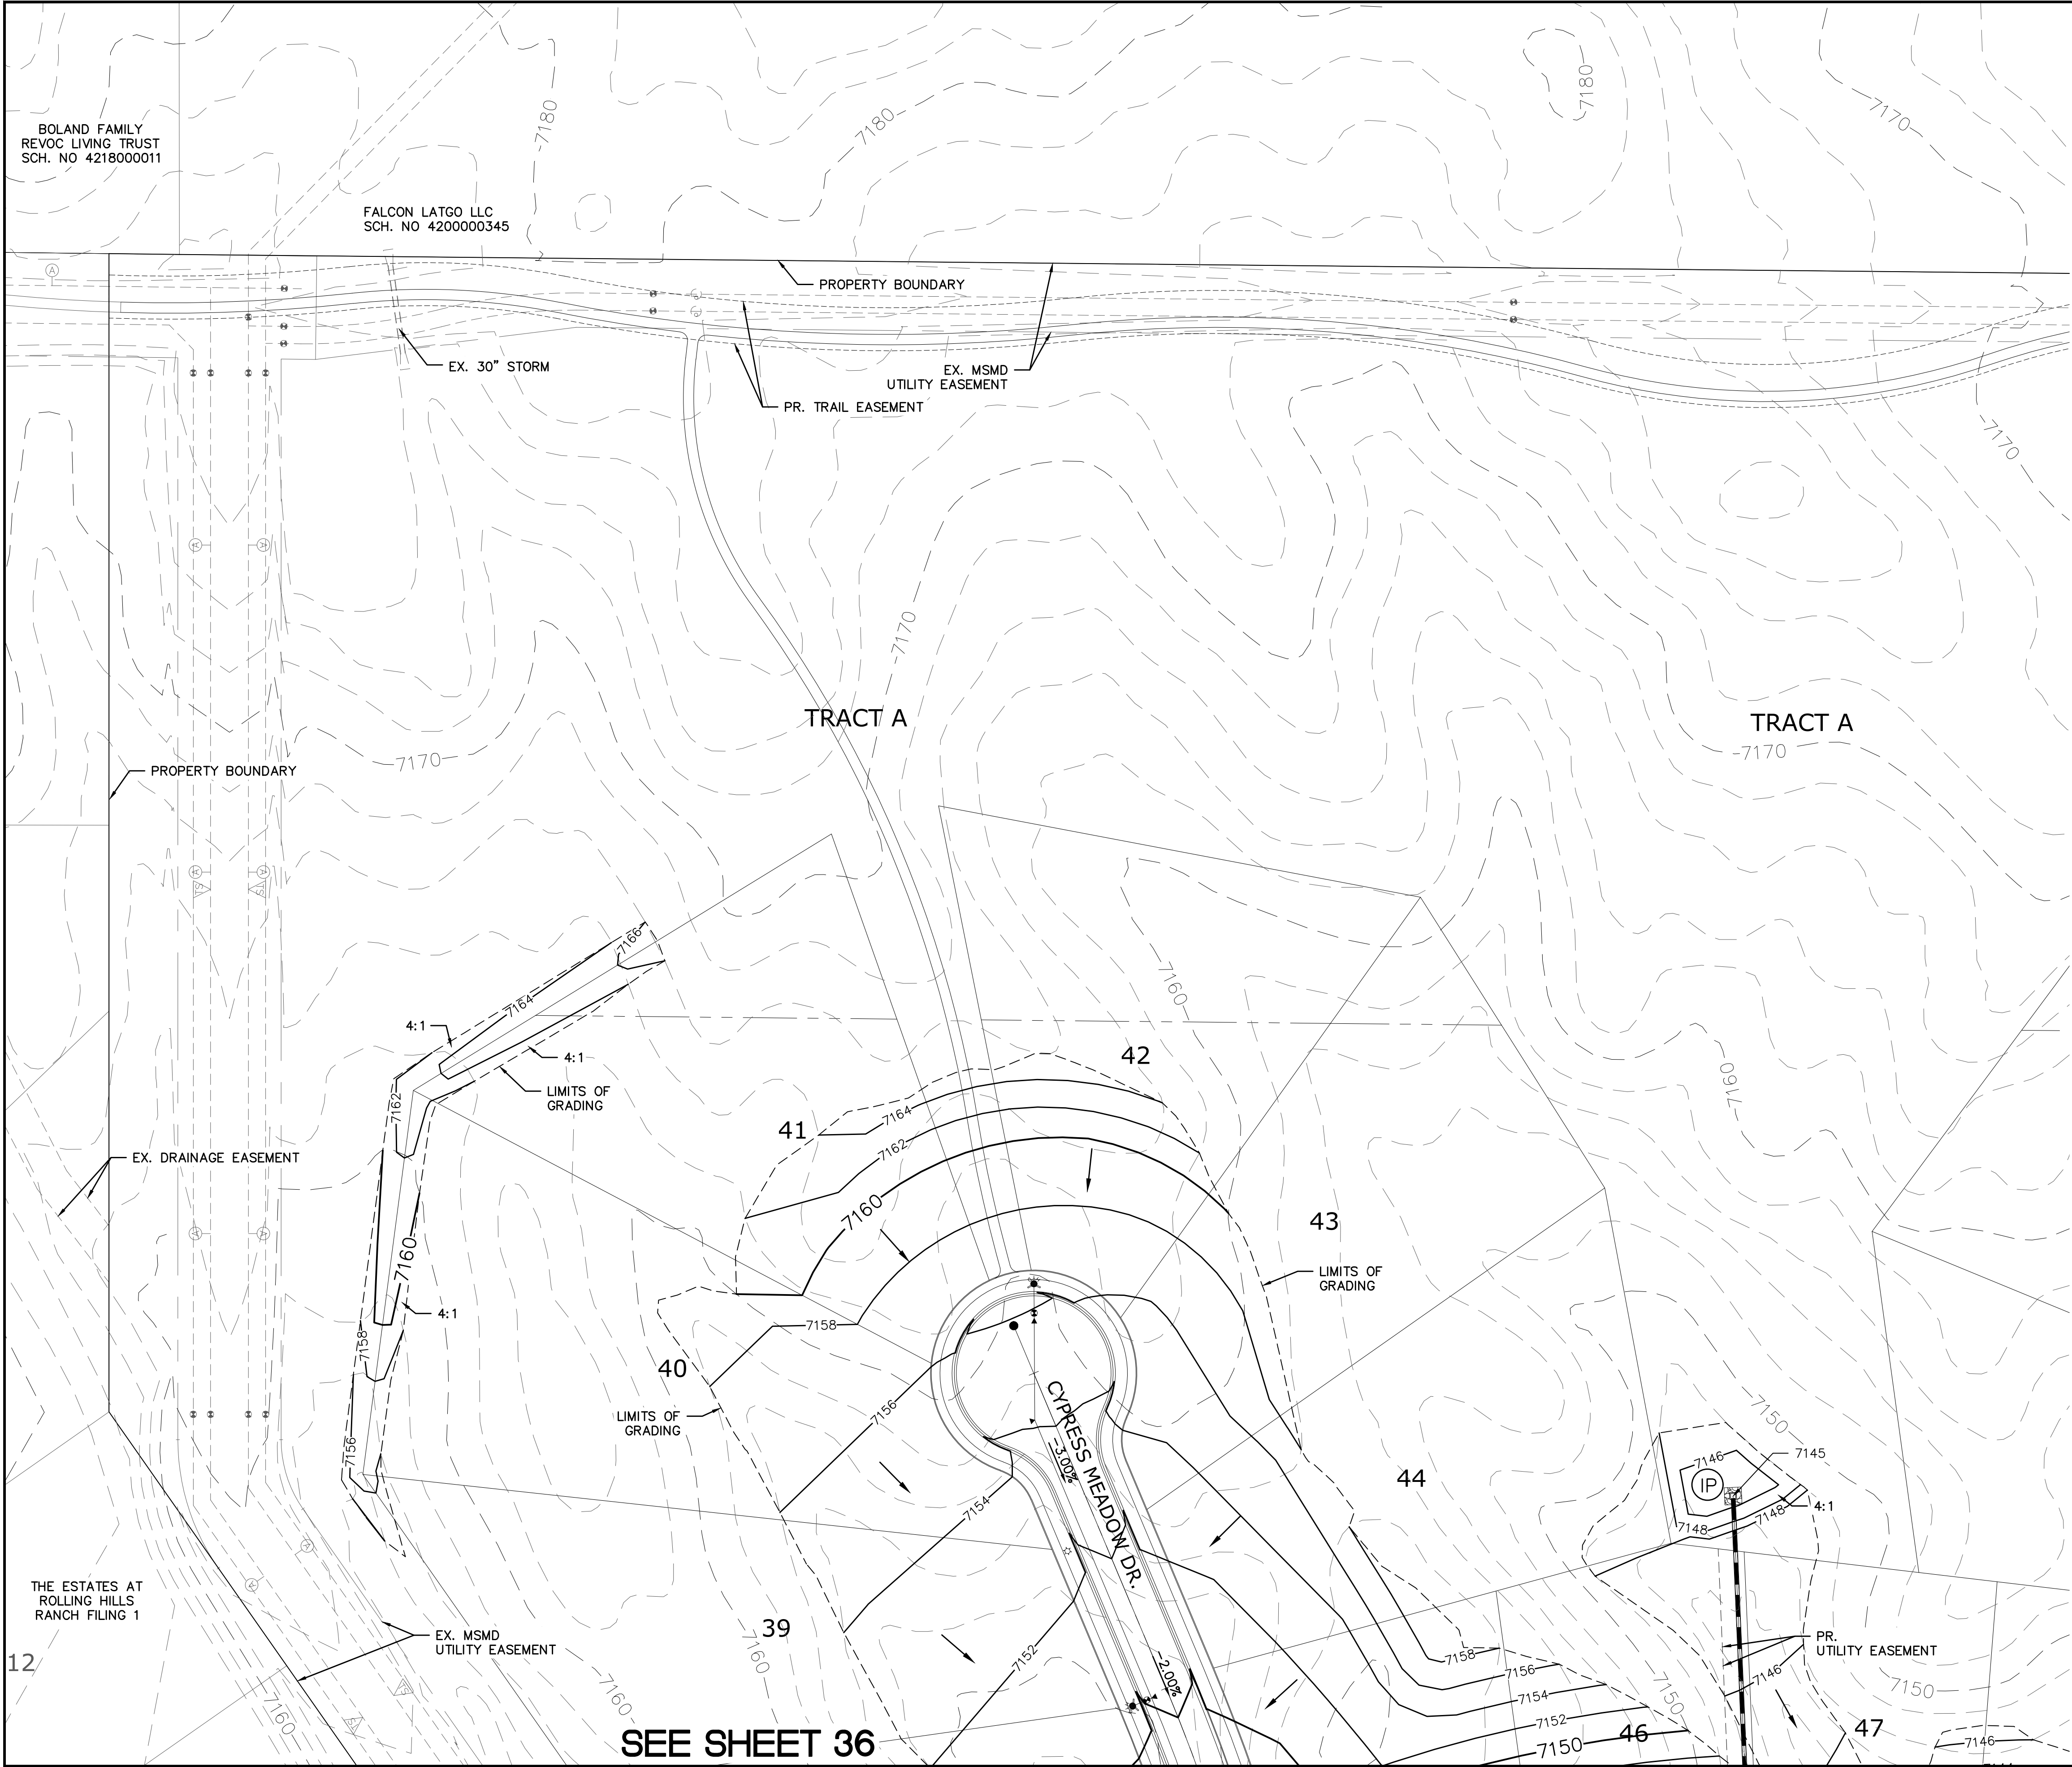 7180
7180
7180
7170
BOLAND FAMILY
REVOC LIVING TRUST
SCH. NO 4218000011
FALCON LATGO LLC
SCH. NO 4200000345
A
PROPERTY BOUNDARY
EX. 30" STORM
EX. MSMD
UTILITY EASEMENT
PR. TRAIL EASEMENT
7170
A
A
7170
TRACT A
TRACT A
7170
7170
PROPERTY BOUNDARY
A
A
ST
ST
7166
7164
4:1
4:1
7160
LIMITS OF
GRADING
7162
42
7160
41
7164
7162
EX. DRAINAGE EASEMENT
7160
43
A
A
7160
LIMITS OF
GRADING
4:1
7158
7158
40
7150
LIMITS OF
GRADING
7156
CYPRESS MEADOW DR.
-3.00%
7156
7146
7145
44
IP
4:1
7154
7148
7148
A
A
THE ESTATES AT
ROLLING HILLS
RANCH FILING 1
39
EX. MSMD
UTILITY EASEMENT
7160
7152
-2.00%
7158
7156
PR.
UTILITY EASEMENT
12
7146
7154
7150
7150
ST
ST
7160
7160
7152
46
47
7150
7146
SEE SHEET 36